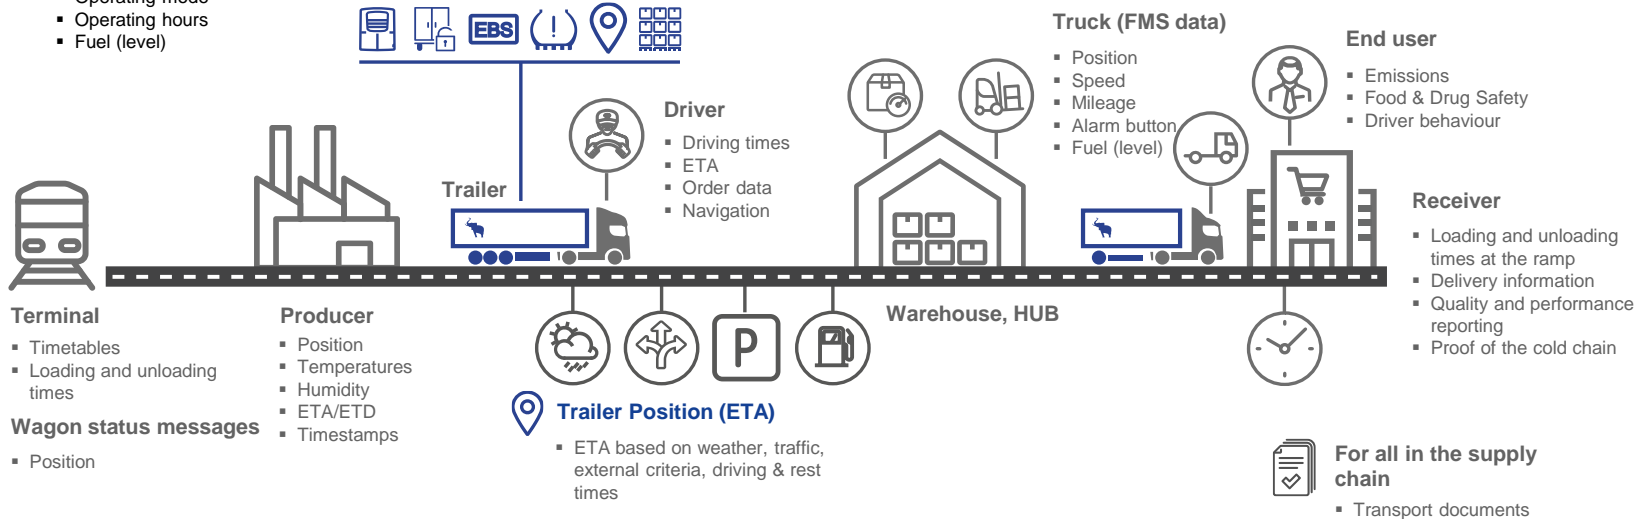 ▪ Operating mode
▪ Operating hours
▪ Fuel (level)
EBS
Truck (FMS data)
▪ Position
▪ Speed
▪ Mileage
▪ Alarm button
▪ Fuel (level)
End user
▪ Emissions
▪ Food & Drug Safety
▪ Driver behaviour
Driver
▪ Driving times
▪ ETA
▪ Order data
▪ Navigation
Trailer
Receiver
▪ Loading and unloading
times at the ramp
▪ Delivery information
▪ Quality and performance
reporting
▪ Proof of the cold chain
Terminal
▪ Timetables
▪ Loading and unloading
times
Wagon status messages
▪ Position
Producer
▪ Position
▪ Temperatures
▪ Humidity
▪ ETA/ETD
▪ Timestamps
P
Warehouse, HUB
Trailer Position (ETA)
▪ ETA based on weather, traffic,
external criteria, driving & rest
times
For all in the supply
chain
▪ Transport documents